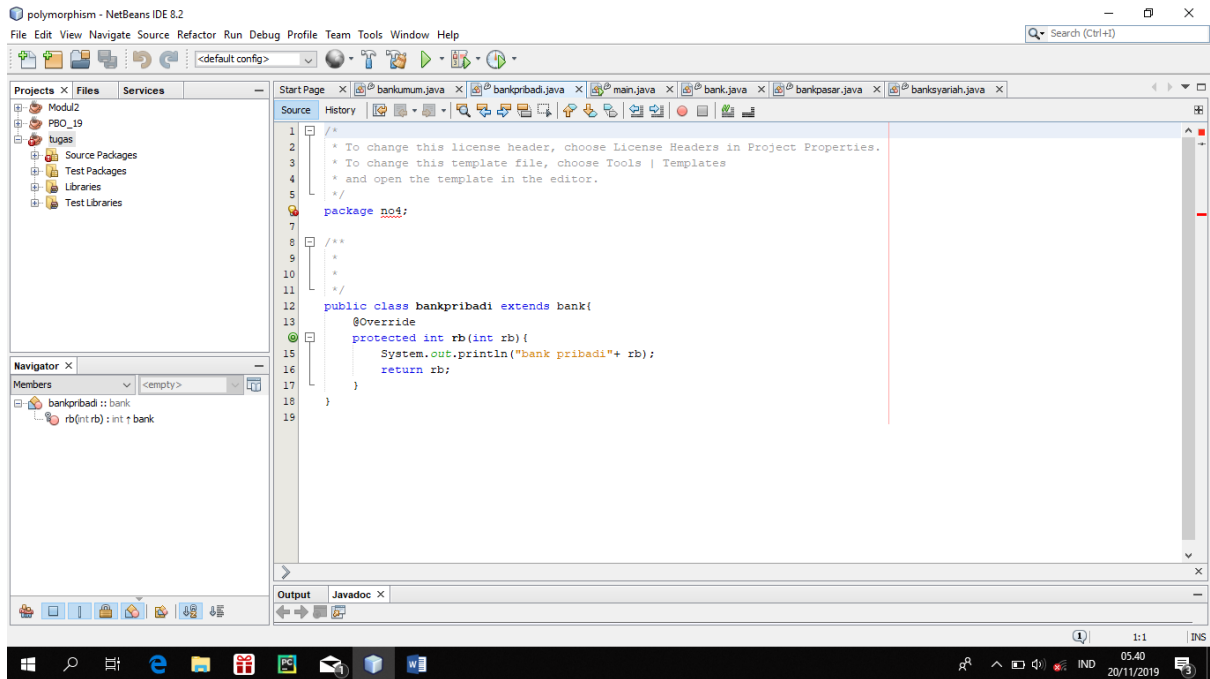 polymorphism - NetBeans IDE 8.2
File Edit View Navigate Source Refactor Run Debug Profile Team Tools Window Help
Search (Ctrl+I)
<default config>
Projects Files Services
Start Page bankumum.java bankpribadi.java main.java bank.java bankpasar.java banksyariah.java
Modul2
PBO_19
tugas
Source Packages
Test Packages
Libraries
Test Libraries
Source History
1 /*
2 * To change this license header, choose License Headers in Project Properties.
3 * To change this template file, choose Tools | Templates
4 * and open the template in the editor.
5 */
package no4;
7
8 /**
9 *
10 *
11 */
12 public class bankpribadi extends bank{
13 @Override
protected int rb(int rb){
15 System.out.println("bank pribadi"+ rb);
16 return rb;
17 }
18 }
19
Navigator
Members <empty>
bankpribadi :: bank
rb(int rb) : int ↑ bank
Output Javadoc
1 1:1 INS
IND 05.40
20/11/2019